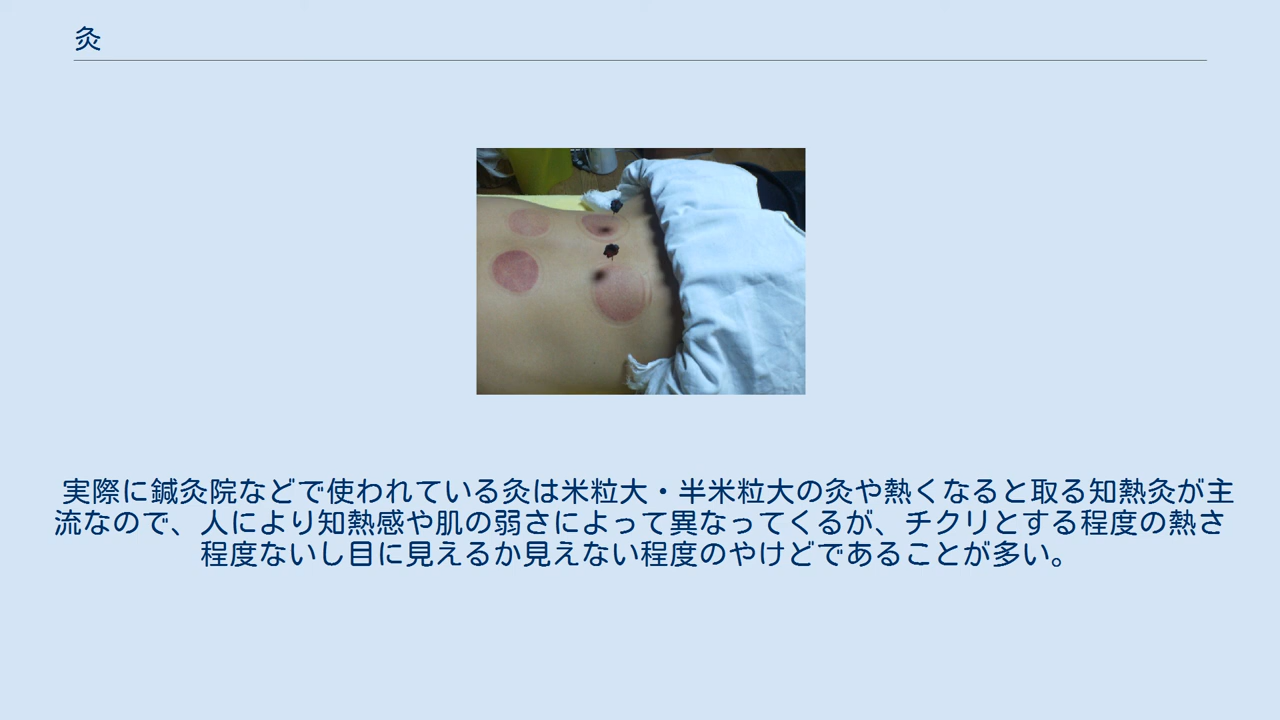 灸
実際に鍼灸院などで使われている灸は米粒大・半米粒大の灸や熱くなると取る知熱灸が主
流なので、人により知熱感や肌の弱さによって異なってくるが、チクリとする程度の熱さ
程度ないし目に見えるか見えない程度のやけどであることが多い。